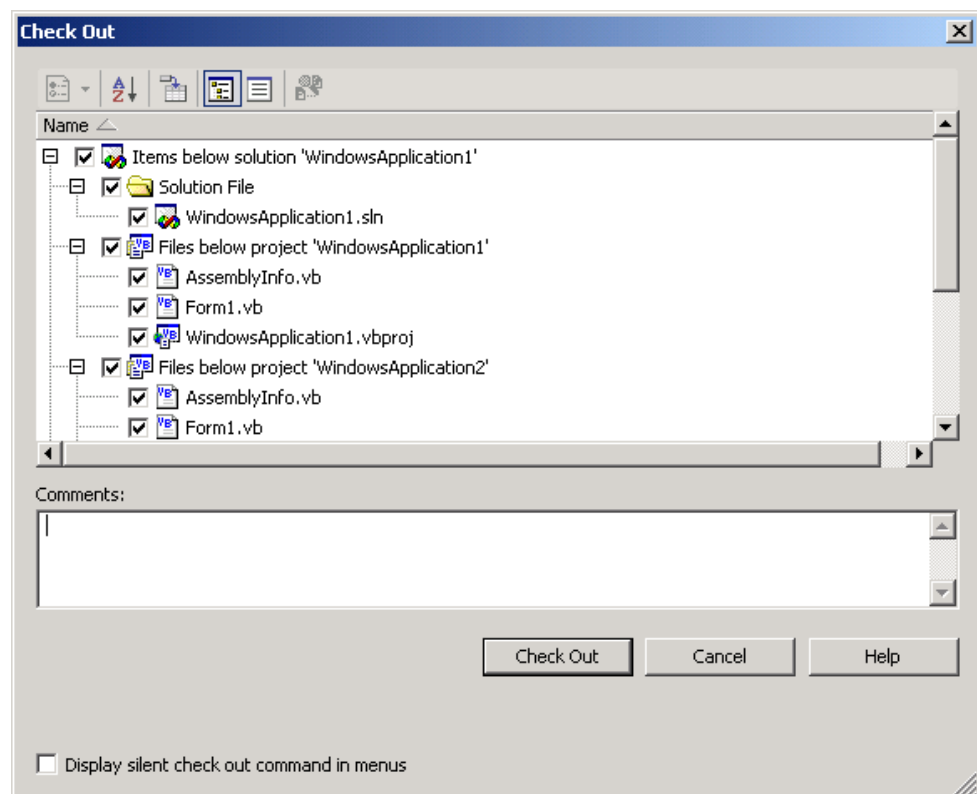 Check Out
Name
Items below solution 'WindowsApplication1'
Solution File
WindowsApplication1.sln
Files below project 'WindowsApplication1'
AssemblyInfo.vb
Form1.vb
WindowsApplication1.vbproj
Files below project 'WindowsApplication2'
AssemblyInfo.vb
Form1.vb
Comments:
Check Out Cancel Help
Display silent check out command in menus